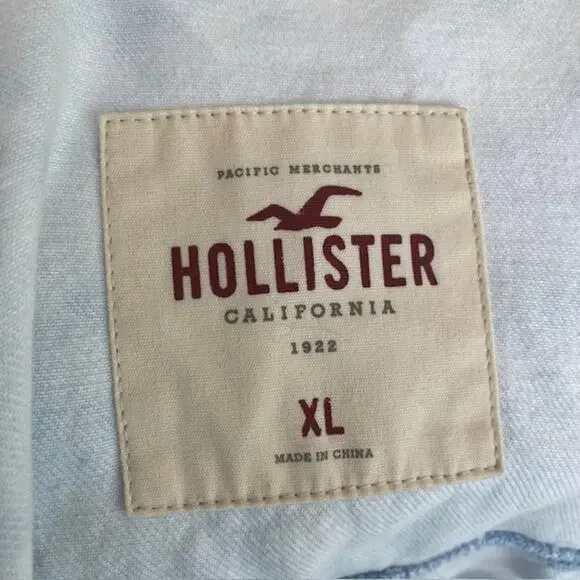 PACIFIC MERCHANTS
HOLLISTER
CALIFORNIA
1922
XL
MADE IN CHINA